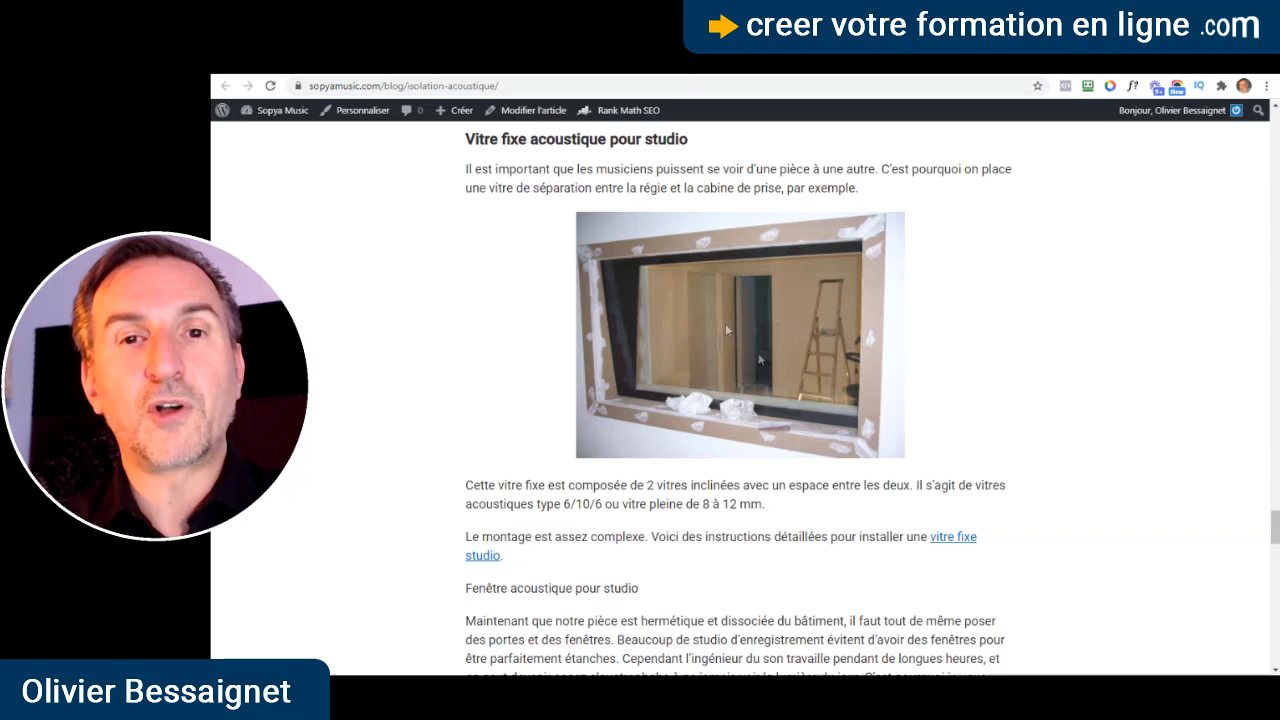 creer votre formation en ligne .com
sopyamusic.com/blog/isolation-acoustique/
Sopya Music Personnaliser 0 Créer Modifier l'article Rank Math SEO Bonjour, Olivier Bessaignet
Vitre fixe acoustique pour studio
Il est important que les musiciens puissent se voir d'une pièce à une autre. C'est pourquoi on place
une vitre de séparation entre la régie et la cabine de prise, par exemple.
Cette vitre fixe est composée de 2 vitres inclinées avec un espace entre les deux. Il s'agit de vitres
acoustiques type 6/10/6 ou vitre pleine de 8 à 12 mm.
Le montage est assez complexe. Voici des instructions détaillées pour installer une vitre fixe
studio.
Fenêtre acoustique pour studio
Maintenant que notre pièce est hermétique et dissociée du bâtiment, il faut tout de même poser
des portes et des fenêtres. Beaucoup de studio d'enregistrement évitent d'avoir des fenêtres pour
être parfaitement étanches. Cependant l'ingénieur du son travaille pendant de longues heures, et
Olivier Bessaignet